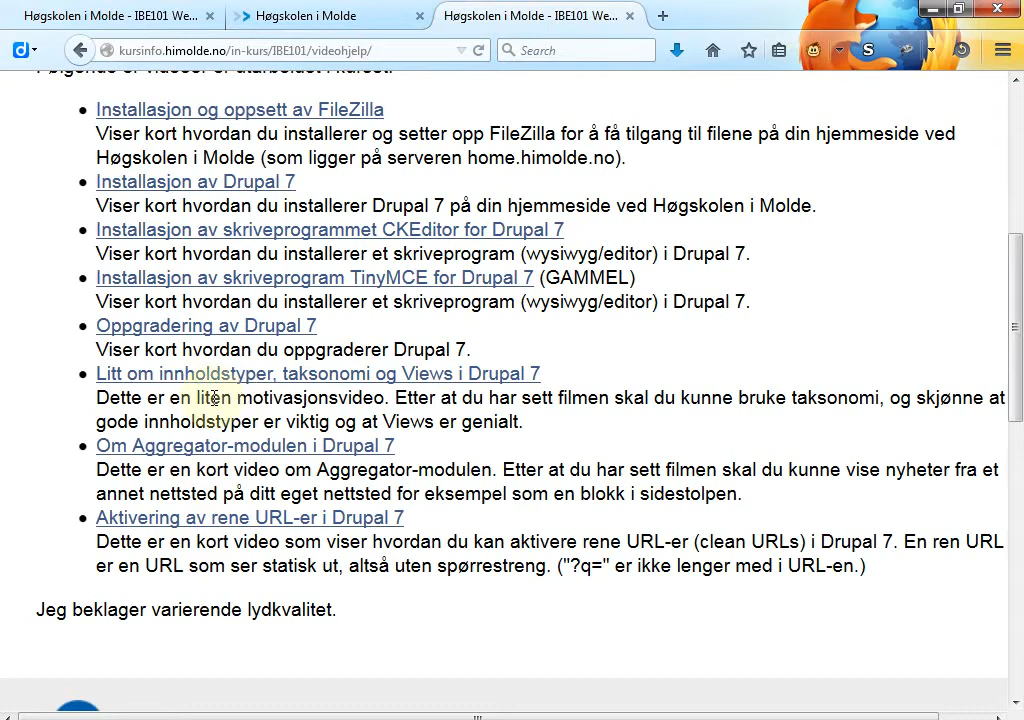 Høgskolen i Molde - IBE101 We...
Høgskolen i Molde
Høgskolen i Molde - IBE101 We...
kursinfo.himolde.no/in-kurs/IBE101/videohjelp/
Search
Følgende videoer er utarbeidet i kurset:
Installasjon og oppsett av FileZilla
Viser kort hvordan du installerer og setter opp FileZilla for å få tilgang til filene på din hjemmeside ved
Høgskolen i Molde (som ligger på serveren home.himolde.no).
Installasjon av Drupal 7
Viser kort hvordan du installerer Drupal 7 på din hjemmeside ved Høgskolen i Molde.
Installasjon av skriveprogrammet CKEditor for Drupal 7
Viser kort hvordan du installerer et skriveprogram (wysiwyg/editor) i Drupal 7.
Installasjon av skriveprogram TinyMCE for Drupal 7 (GAMMEL)
Viser kort hvordan du installerer et skriveprogram (wysiwyg/editor) i Drupal 7.
Oppgradering av Drupal 7
Viser kort hvordan du oppgraderer Drupal 7.
Litt om innholdstyper, taksonomi og Views i Drupal 7
Dette er en liten motivasjonsvideo. Etter at du har sett filmen skal du kunne bruke taksonomi, og skjønne at
gode innholdstyper er viktig og at Views er genialt.
Om Aggregator-modulen i Drupal 7
Dette er en kort video om Aggregator-modulen. Etter at du har sett filmen skal du kunne vise nyheter fra et
annet nettsted på ditt eget nettsted for eksempel som en blokk i sidestolpen.
Aktivering av rene URL-er i Drupal 7
Dette er en kort video som viser hvordan du kan aktivere rene URL-er (clean URLs) i Drupal 7. En ren URL
er en URL som ser statisk ut, altså uten spørrestreng. ("?q=" er ikke lenger med i URL-en.)
Jeg beklager varierende lydkvalitet.